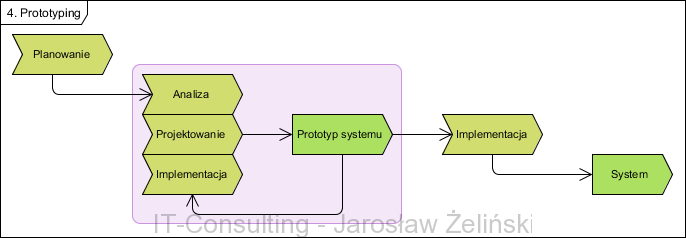 4. Prototyping
Planowanie
Analiza
Projektowanie
Prototyp systemu
Implementacja
Implementacja
System
IT-Consulting - Jarosław Żeliński